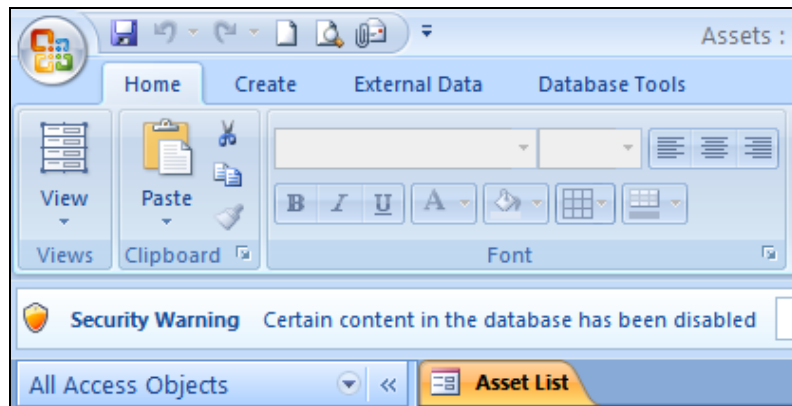 Assets :
Home Create External Data Database Tools
View Paste B I U A
Views Clipboard Font
Security Warning Certain content in the database has been disabled
All Access Objects Asset List